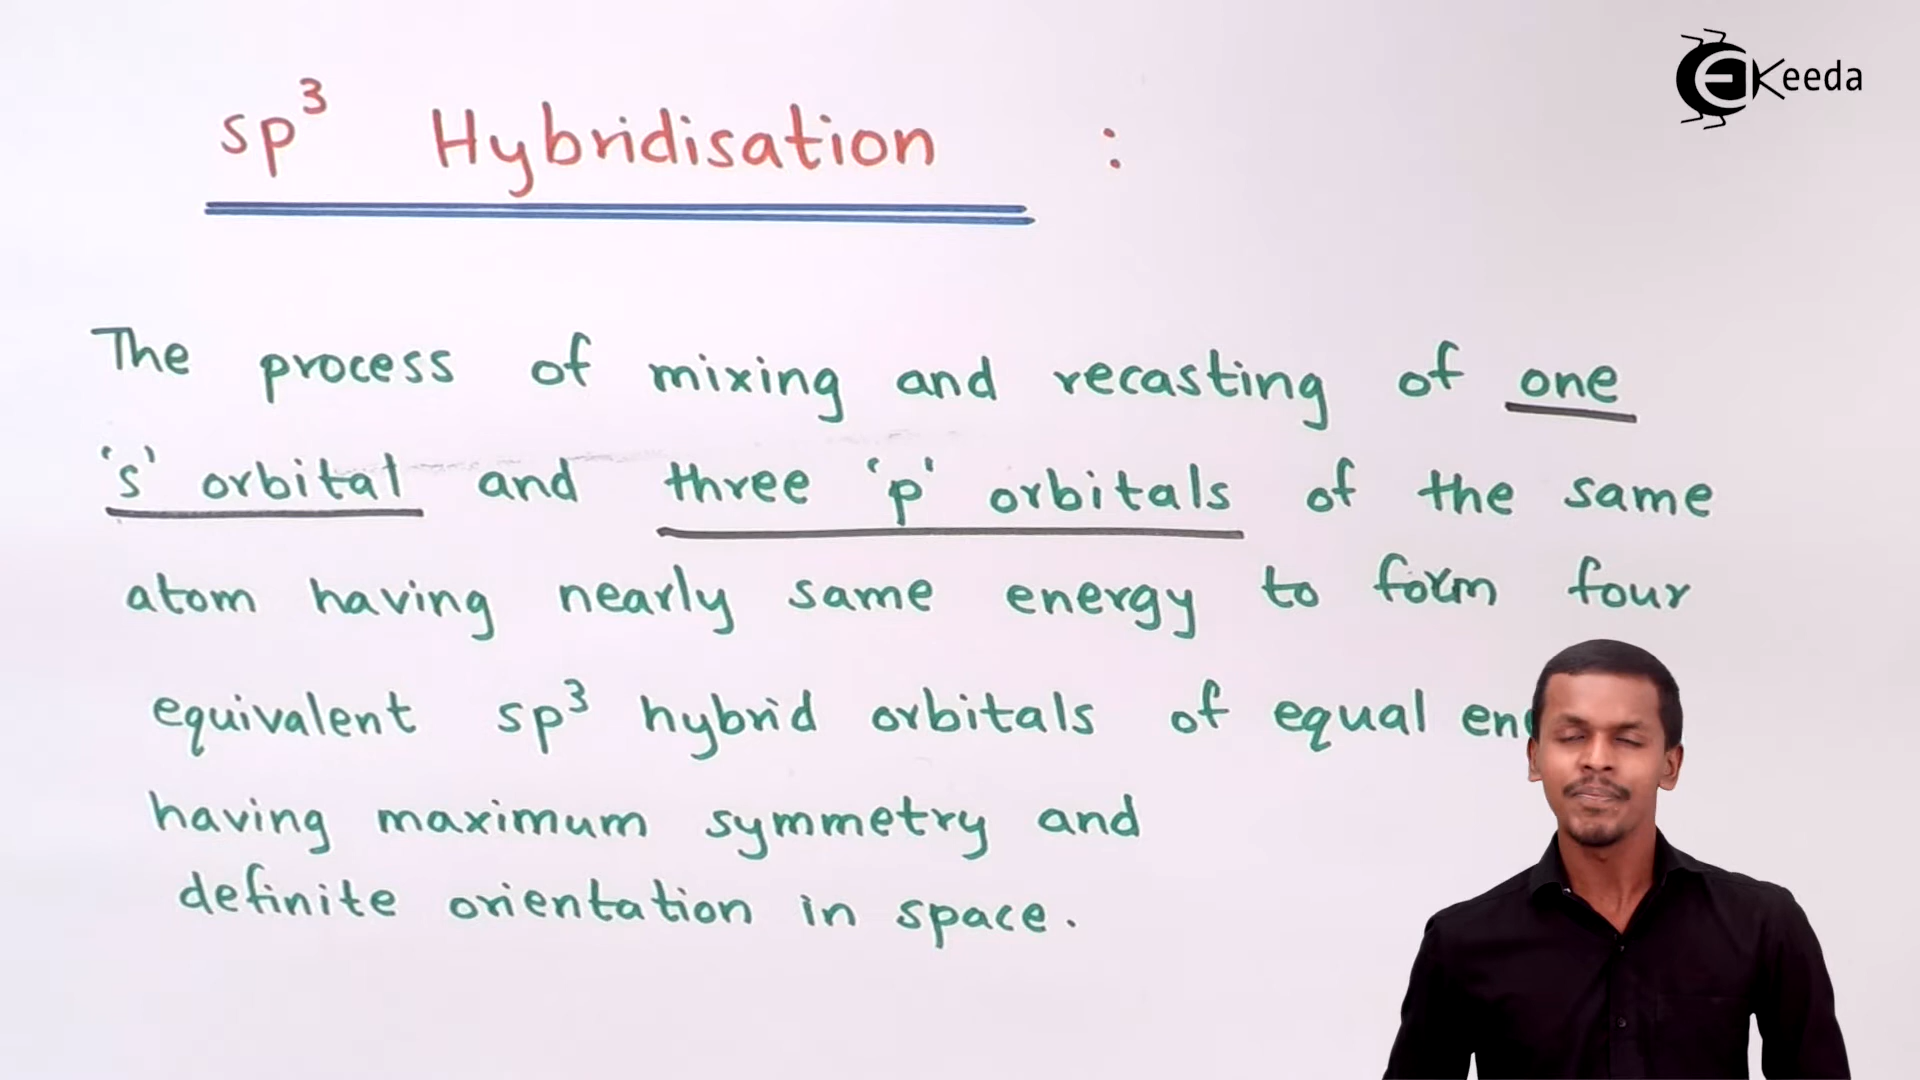 sp³ Hybridisation :
EKeeda
The process of mixing and recasting of one
's' orbital and three 'p' orbitals of the same
atom having nearly same energy to form four
equivalent sp³ hybrid orbitals of equal
having maximum symmetry and
definite orientation in space.